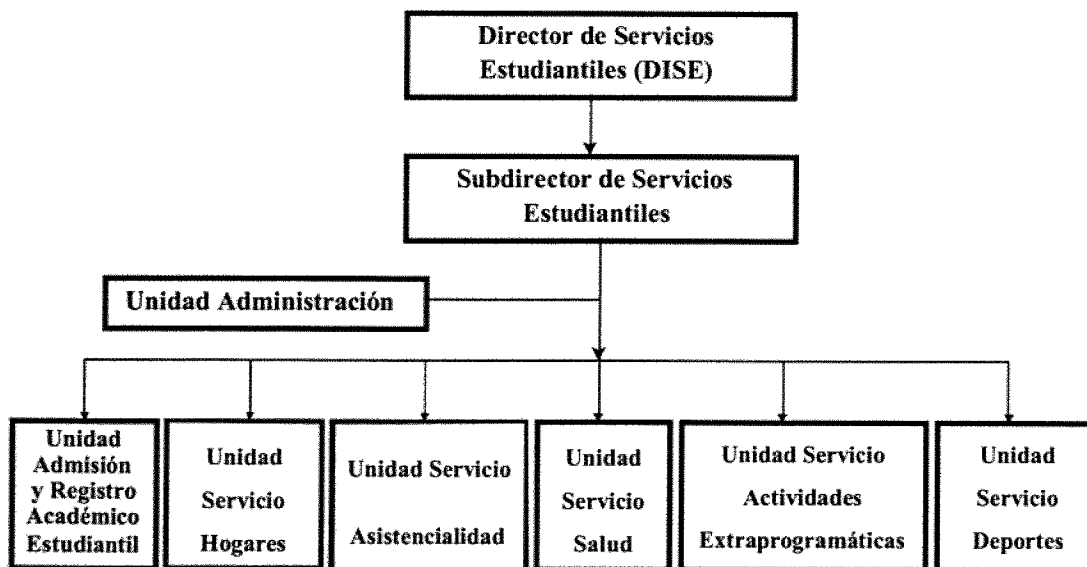 Director de Servicios
Estudiantiles (DISE)
Subdirector de Servicios
Estudiantiles
Unidad Administración
Unidad
Admisión
y Registro
Académico
Estudiantil
Unidad
Servicio
Hogares
Unidad Servicio
Asistencialidad
Unidad
Servicio
Salud
Unidad Servicio
Actividades
Extraprogramáticas
Unidad
Servicio
Deportes